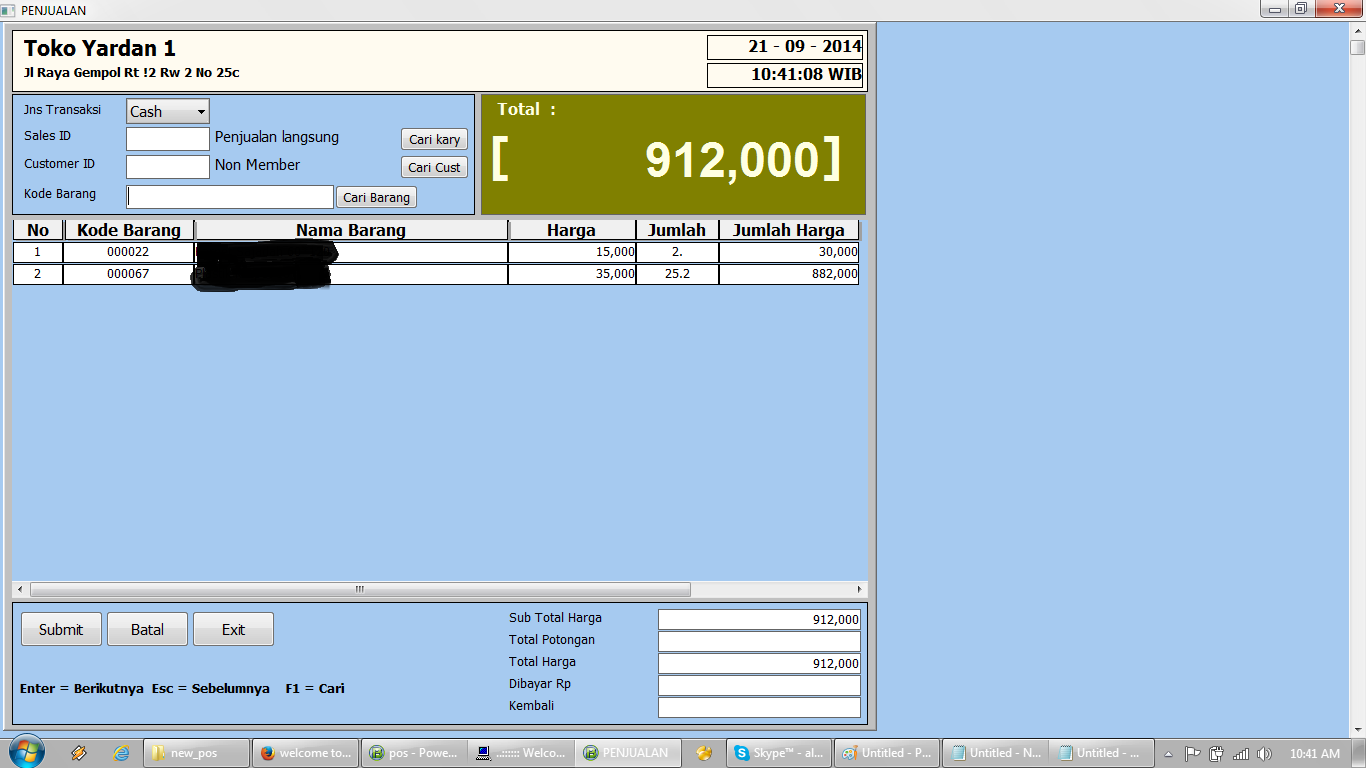 PENJUALAN
Toko Yardan 1
Jl Raya Gempol Rt !2 Rw 2 No 25c
21 - 09 - 2014
10:41:08 WIB
Jns Transaksi Cash
Sales ID Penjualan langsung Cari kary
Customer ID Non Member Cari Cust
Kode Barang Cari Barang
Total :
[ 912,000]
No Kode Barang Nama Barang Harga Jumlah Jumlah Harga
1 000022 15,000 2. 30,000
2 000067 35,000 25.2 882,000
Submit Batal Exit
Enter = Berikutnya Esc = Sebelumnya F1 = Cari
Sub Total Harga 912,000
Total Potongan
Total Harga 912,000
Dibayar Rp
Kembali
new_pos welcome to... pos - Powe... ..:::::: Welco... PENJUALAN Skype™ - al... Untitled - P... Untitled - N... Untitled - ... 10:41 AM